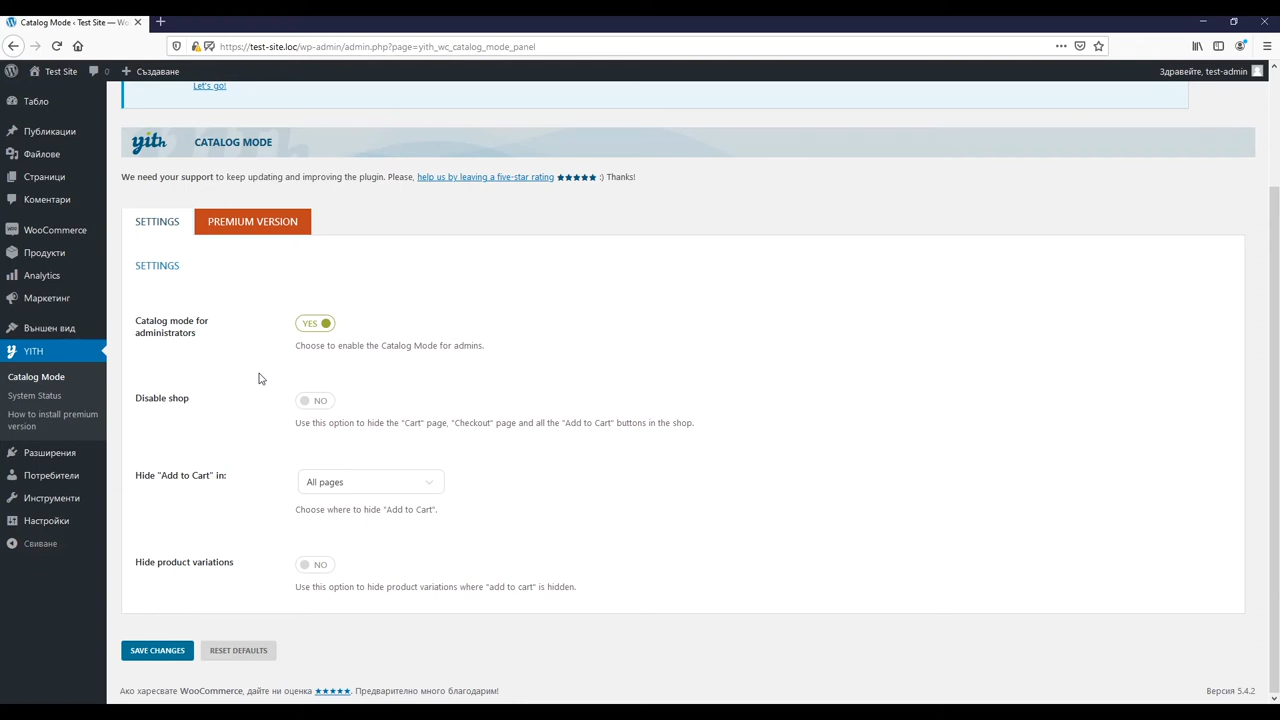 Catalog Mode ‹ Test Site — Wo
https://test-site.loc/wp-admin/admin.php?page=yith_wc_catalog_mode_panel
Test Site
0
Създаване
Здравейте, test-admin
Табло
Публикации
Файлове
Страници
Коментари
WooCommerce
Продукти
Analytics
Маркетинг
Външен вид
YITH
Catalog Mode
System Status
How to install premium
version
Разширения
Потребители
Инструменти
Настройки
Свиване
Let's go!
yith
CATALOG MODE
We need your support to keep updating and improving the plugin. Please, help us by leaving a five-star rating ★★★★★ :) Thanks!
SETTINGS
PREMIUM VERSION
SETTINGS
Catalog mode for
administrators
YES
Choose to enable the Catalog Mode for admins.
Disable shop
NO
Use this option to hide the "Cart" page, "Checkout" page and all the "Add to Cart" buttons in the shop.
Hide "Add to Cart" in:
All pages
Choose where to hide "Add to Cart".
Hide product variations
NO
Use this option to hide product variations where "add to cart" is hidden.
SAVE CHANGES
RESET DEFAULTS
Ако харесвате WooCommerce, дайте ни оценка ★★★★★. Предварително много благодарим!
Версия 5.4.2